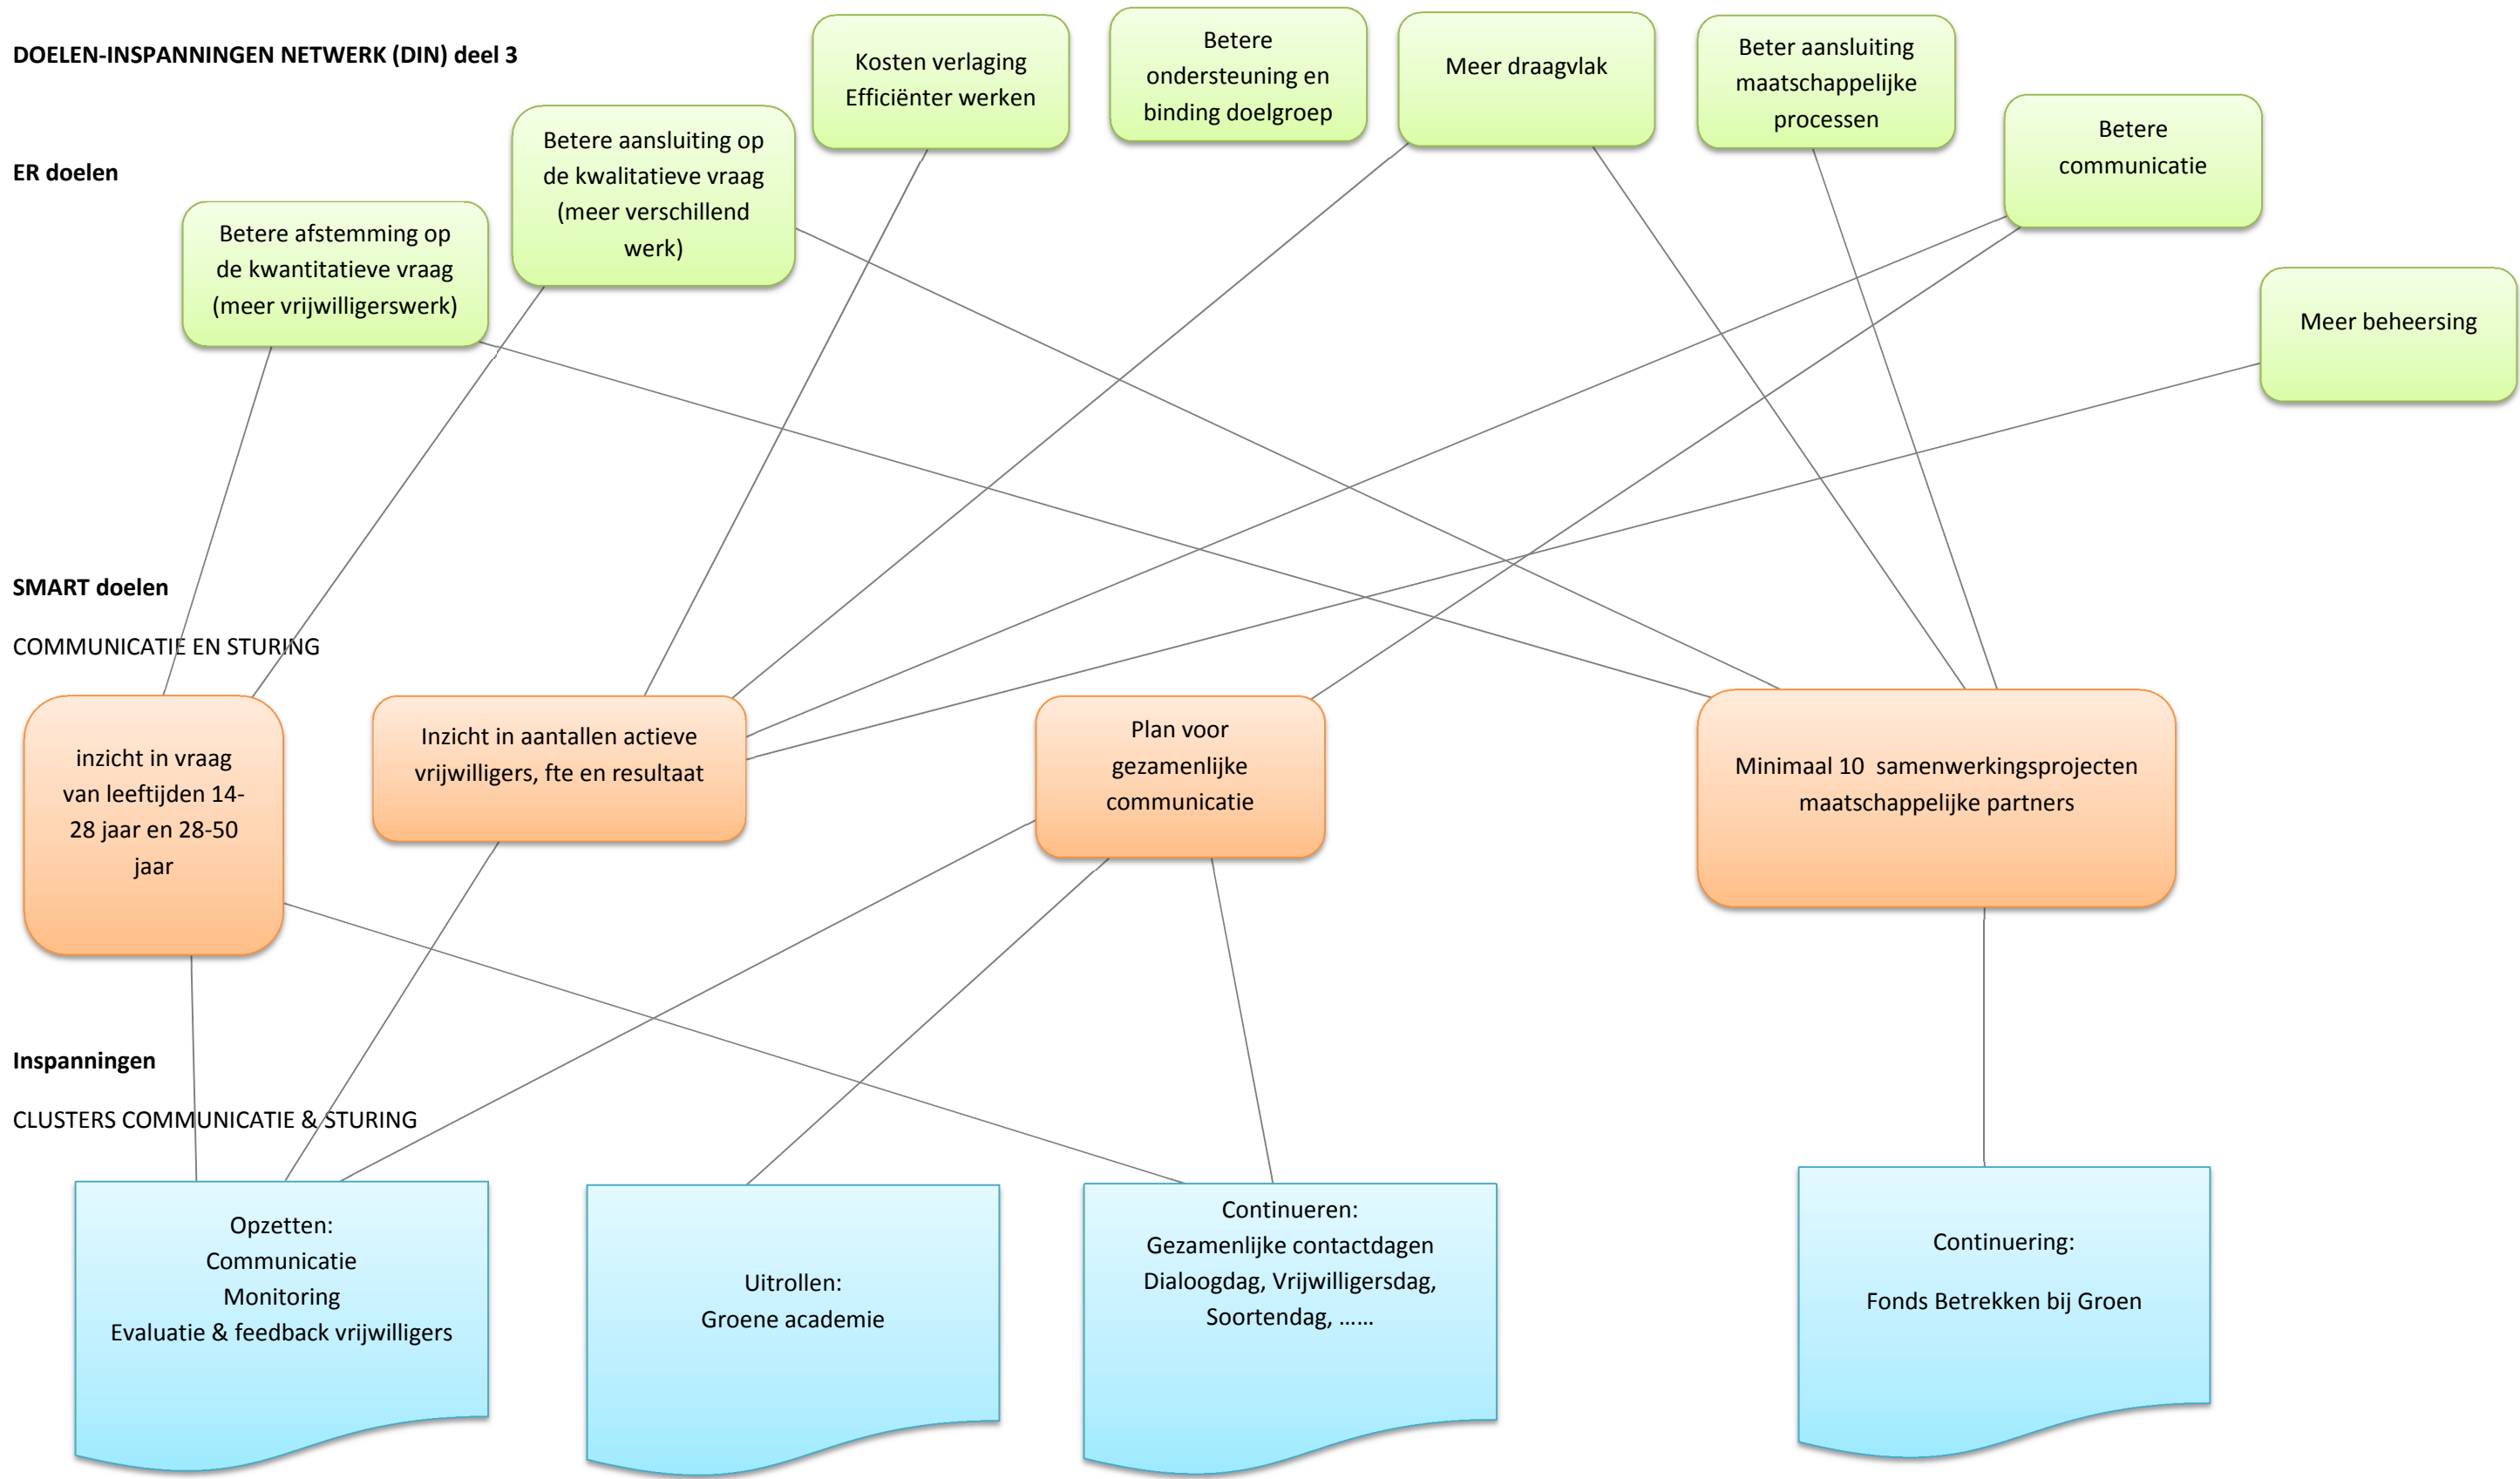 DOELEN-INSPANNINGEN NETWERK (DIN) deel 3
ER doelen
Betere afstemming op
de kwantitatieve vraag
(meer vrijwilligerswerk)
Betere aansluiting op
de kwalitatieve vraag
(meer verschillend
werk)
Kosten verlaging
Efficiënter werken
Betere
ondersteuning en
binding doelgroep
Meer draagvlak
Beter aansluiting
maatschappelijke
processen
Betere
communicatie
Meer beheersing
SMART doelen
COMMUNICATIE EN STURING
inzicht in vraag
van leeftijden 14-
28 jaar en 28-50
jaar
Inzicht in aantallen actieve
vrijwilligers, fte en resultaat
Plan voor
gezamenlijke
communicatie
Minimaal 10  samenwerkingsprojecten
maatschappelijke partners
Inspanningen
CLUSTERS COMMUNICATIE & STURING
Opzetten:
Communicatie
Monitoring
Evaluatie & feedback vrijwilligers
Uitrollen:
Groene academie
Continueren:
Gezamenlijke contactdagen
Dialoogdag, Vrijwilligersdag,
Soortendag, ......
Continuering:
Fonds Betrekken bij Groen